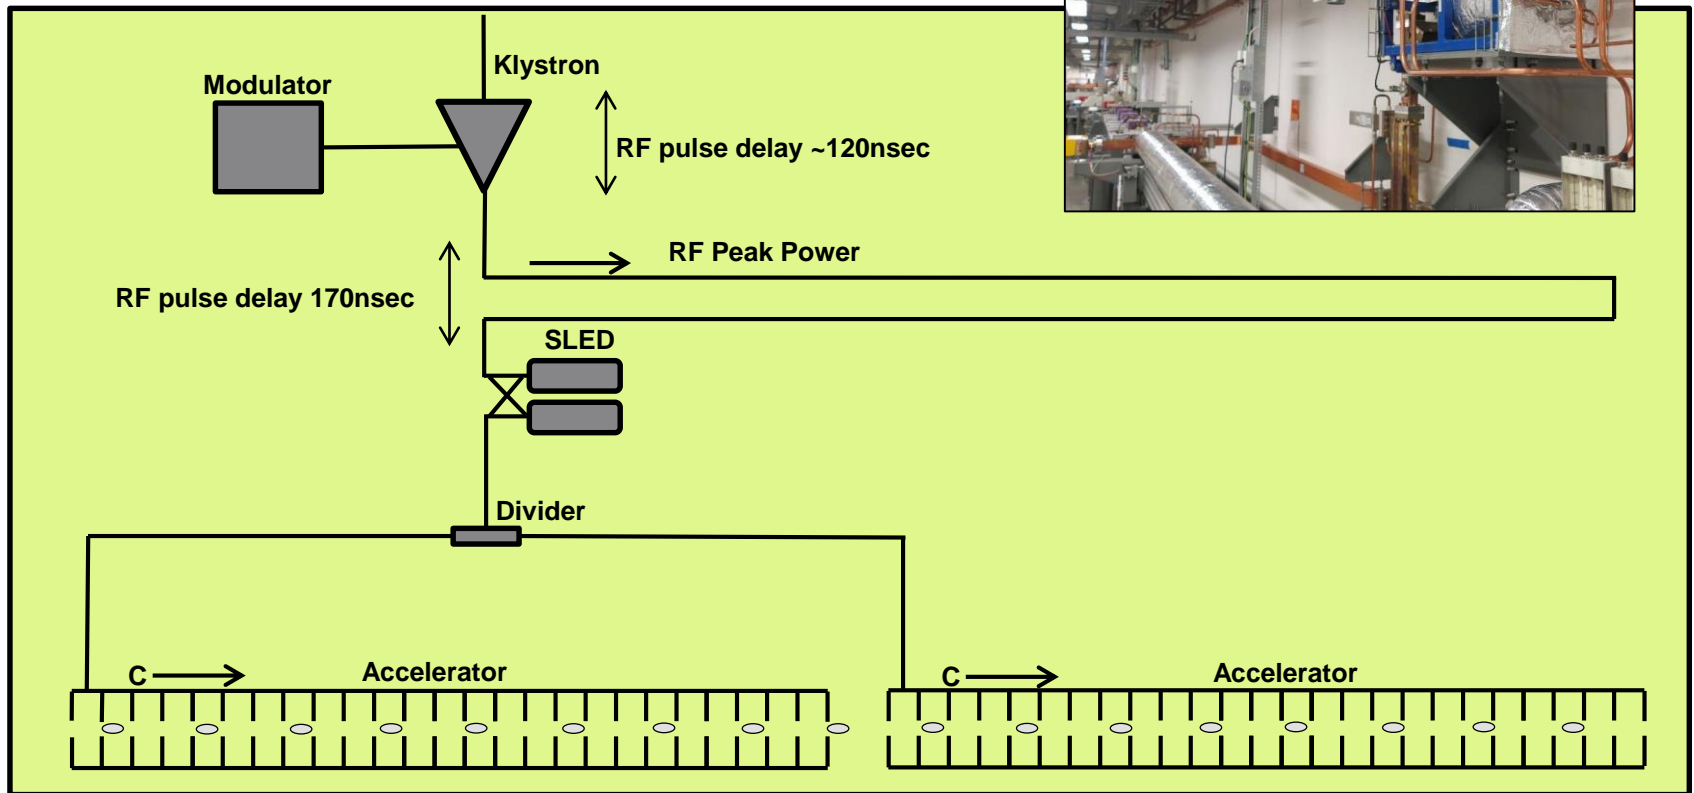 Klystron
Modulator
RF pulse delay ~120nsec
RF Peak Power
RF pulse delay 170nsec
SLED
Divider
C
Accelerator
C
Accelerator